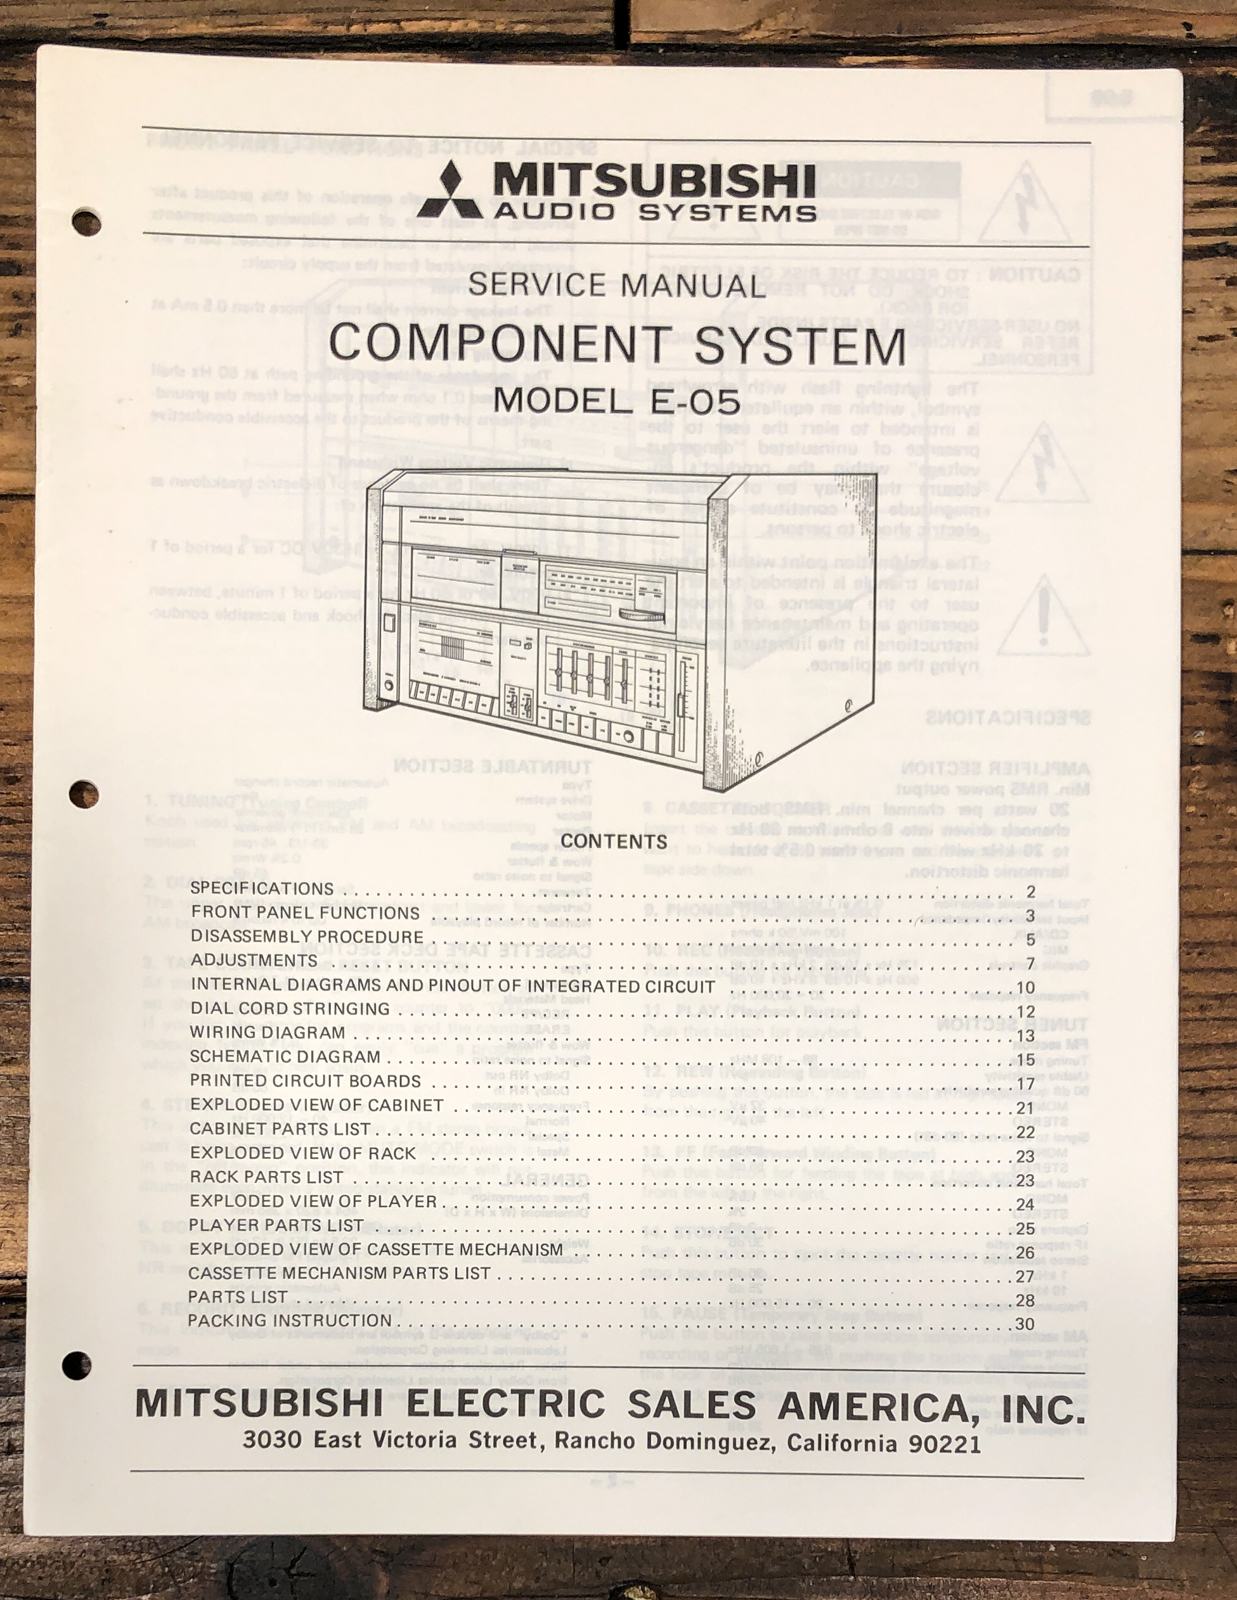 MITSUBISHI
AUDIO SYSTEMS
SERVICE MANUAL
COMPONENT SYSTEM
MODEL E-05
CONTENTS
SPECIFICATIONS 2
FRONT PANEL FUNCTIONS 3
DISASSEMBLY PROCEDURE 5
ADJUSTMENTS 7
INTERNAL DIAGRAMS AND PINOUT OF INTEGRATED CIRCUIT 10
DIAL CORD STRINGING 12
WIRING DIAGRAM 13
SCHEMATIC DIAGRAM 15
PRINTED CIRCUIT BOARDS 17
EXPLODED VIEW OF CABINET 21
CABINET PARTS LIST 22
EXPLODED VIEW OF RACK 23
RACK PARTS LIST 23
EXPLODED VIEW OF PLAYER 24
PLAYER PARTS LIST 25
EXPLODED VIEW OF CASSETTE MECHANISM 26
CASSETTE MECHANISM PARTS LIST 27
PARTS LIST 28
PACKING INSTRUCTION 30
MITSUBISHI ELECTRIC SALES AMERICA, INC.
3030 East Victoria Street, Rancho Dominguez, California 90221